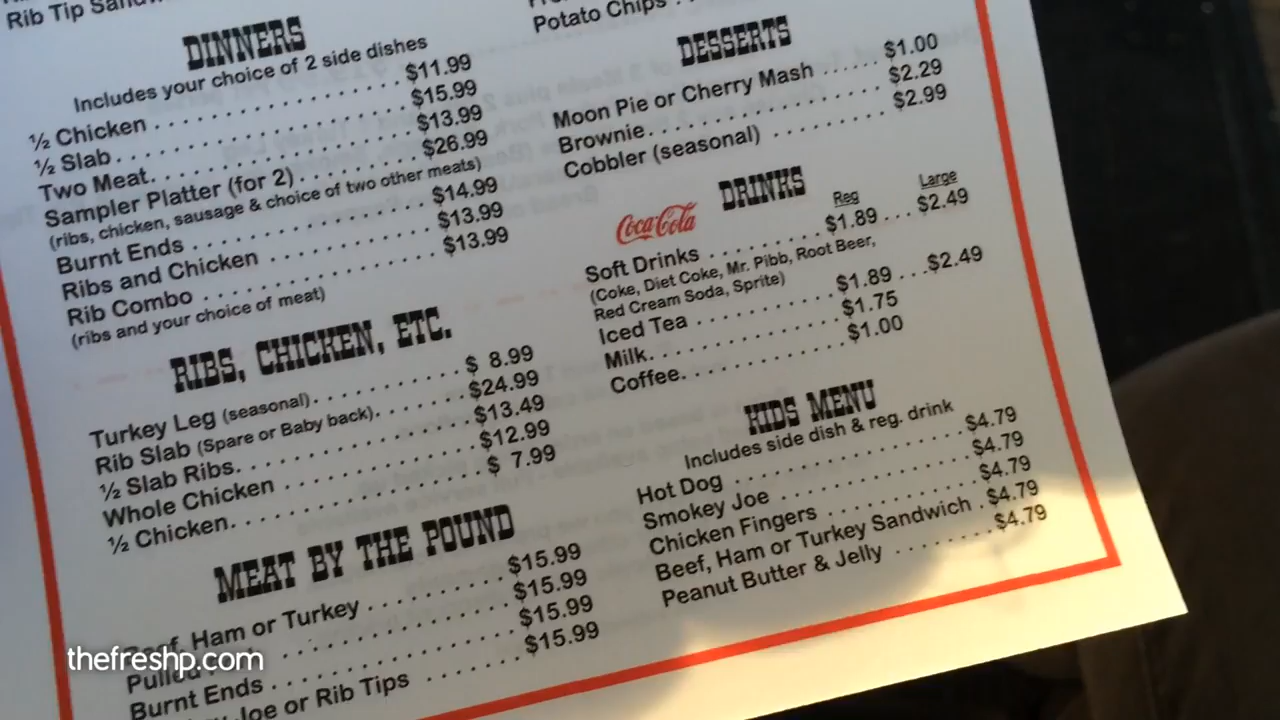 Rib Tip
DINNERS
Includes your choice of 2 side dishes
½ Chicken . . . . . . . . . . . . . . . . . . . . $11.99
½ Slab . . . . . . . . . . . . . . . . . . . . . . . $15.99
Two Meat. . . . . . . . . . . . . . . . . . . . . $13.99
Sampler Platter (for 2) . . . . . . . . . . $26.99
(ribs, chicken, sausage & choice of two other meats)
Burnt Ends . . . . . . . . . . . . . . . . . . . $14.99
Ribs and Chicken . . . . . . . . . . . . . . $13.99
Rib Combo . . . . . . . . . . . . . . . . . . . $13.99
(ribs and your choice of meat)
RIBS, CHICKEN, ETC.
Turkey Leg (seasonal). . . . . . . . . . . $ 8.99
Rib Slab (Spare or Baby back). . . . . . . $24.99
½ Slab Ribs. . . . . . . . . . . . . . . . . . . $13.49
Whole Chicken . . . . . . . . . . . . . . . . $12.99
½ Chicken. . . . . . . . . . . . . . . . . . . . $ 7.99
MEAT BY THE POUND
Beef, Ham or Turkey . . . . . . . . . . . $15.99
Pulled . . . . . . . . . . . . . . . . . . . $15.99
Burnt Ends . . . . . . . . . . . . . . . . . . . $15.99
Joe or Rib Tips . . . . . . . . $15.99
Potato Chips . .
DESSERTS
Moon Pie or Cherry Mash . . . . . . $1.00
Brownie. . . . . . . . . . . . . . . . . . . . . $2.29
Cobbler (seasonal) . . . . . . . . . . . . $2.99
Coca-Cola DRINKS
Reg Large
Soft Drinks . . . . . . . . . . $1.89 . . . $2.49
(Coke, Diet Coke, Mr. Pibb, Root Beer,
Red Cream Soda, Sprite)
Iced Tea . . . . . . . . . . . . $1.89 . . . $2.49
Milk. . . . . . . . . . . . . . . . $1.75
Coffee. . . . . . . . . . . . . . $1.00
KIDS MENU
Includes side dish & reg. drink
Hot Dog . . . . . . . . . . . . . . . . . . . . $4.79
Smokey Joe . . . . . . . . . . . . . . . . . $4.79
Chicken Fingers . . . . . . . . . . . . . . $4.79
Beef, Ham or Turkey Sandwich . $4.79
Peanut Butter & Jelly . . . . . . . . . $4.79
thefreshp.com